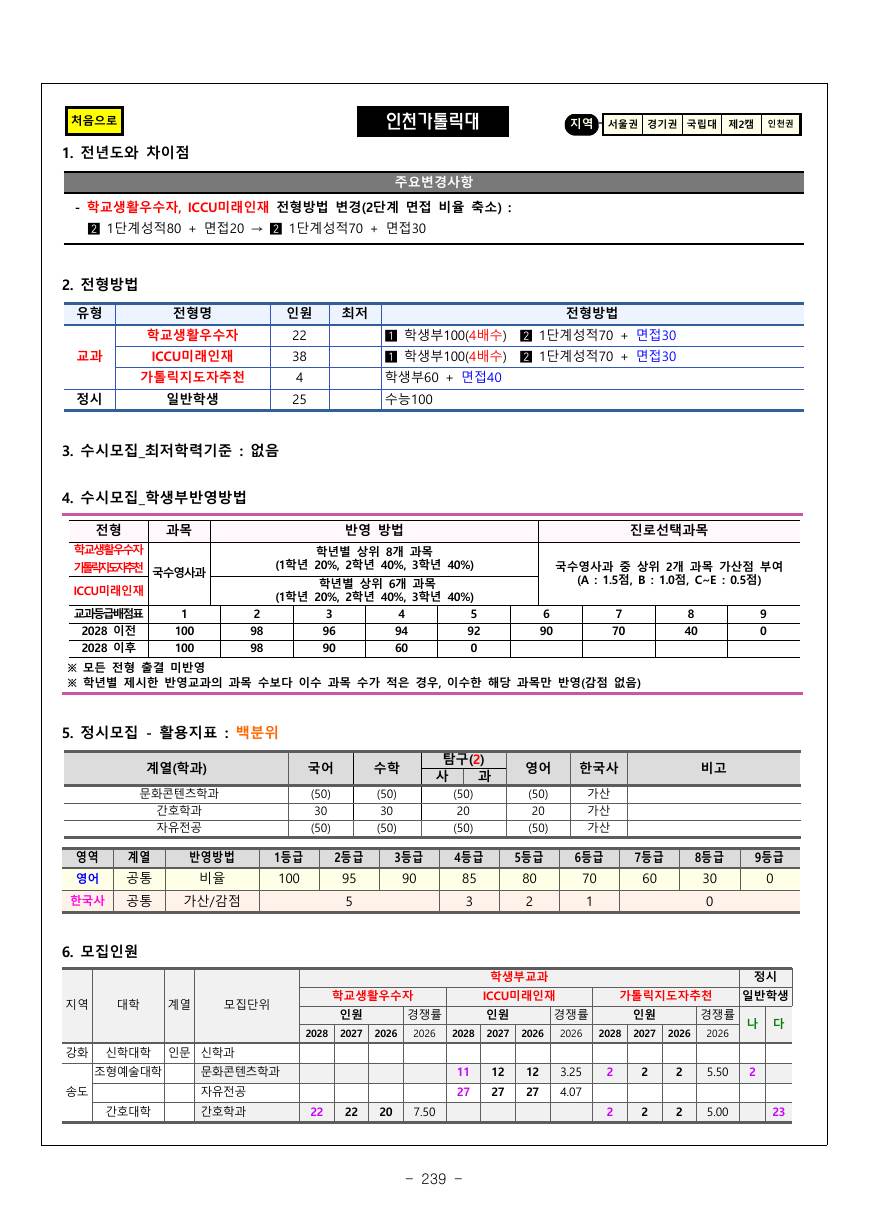 처음으로
인천가톨릭대
지역 서울권 경기권 국립대 제2캠 인천권
1. 전년도와 차이점
주요변경사항
- 학교생활우수자, ICCU미래인재 전형방법 변경(2단계 면접 비율 축소) :
2 1단계성적80 + 면접20 → 2 1단계성적70 + 면접30
2. 전형방법
유형 전형명 인원 최저 전형방법
교과
학교생활우수자 22 1 학생부100(4배수) 2 1단계성적70 + 면접30
ICCU미래인재 38 1 학생부100(4배수) 2 1단계성적70 + 면접30
가톨릭지도자추천 4 학생부60 + 면접40
정시 일반학생 25 수능100
3. 수시모집_최저학력기준 : 없음
4. 수시모집_학생부반영방법
전형 과목 반영 방법 진로선택과목
학교생활우수자
가톨릭지도자추천
ICCU미래인재
국수영사과
학년별 상위 8개 과목
(1학년 20%, 2학년 40%, 3학년 40%)
학년별 상위 6개 과목
(1학년 20%, 2학년 40%, 3학년 40%)
국수영사과 중 상위 2개 과목 가산점 부여
(A : 1.5점, B : 1.0점, C~E : 0.5점)
교과등급배점표 1 2 3 4 5 6 7 8 9
2028 이전 100 98 96 94 92 90 70 40 0
2028 이후 100 98 90 60 0
※ 모든 전형 출결 미반영
※ 학년별 제시한 반영교과의 과목 수보다 이수 과목 수가 적은 경우, 이수한 해당 과목만 반영(감점 없음)
5. 정시모집 - 활용지표 : 백분위
계열(학과) 국어 수학 탐구(2) 영어 한국사 비고
사 과
문화콘텐츠학과 (50) (50) (50) (50) 가산
간호학과 30 30 20 20 가산
자유전공 (50) (50) (50) (50) 가산
영역 계열 반영방법 1등급 2등급 3등급 4등급 5등급 6등급 7등급 8등급 9등급
영어 공통 비율 100 95 90 85 80 70 60 30 0
한국사 공통 가산/감점 5 3 2 1 0
6. 모집인원
지역 대학 계열 모집단위 학생부교과 정시
학교생활우수자 ICCU미래인재 가톨릭지도자추천 일반학생
인원 경쟁률 인원 경쟁률 인원 경쟁률 나 다
2028 2027 2026 2026 2028 2027 2026 2026 2028 2027 2026 2026
강화 신학대학 인문 신학과
송도
조형예술대학 문화콘텐츠학과 11 12 12 3.25 2 2 2 5.50 2
자유전공 27 27 27 4.07
간호대학 간호학과 22 22 20 7.50 2 2 2 5.00 23
- 239 -